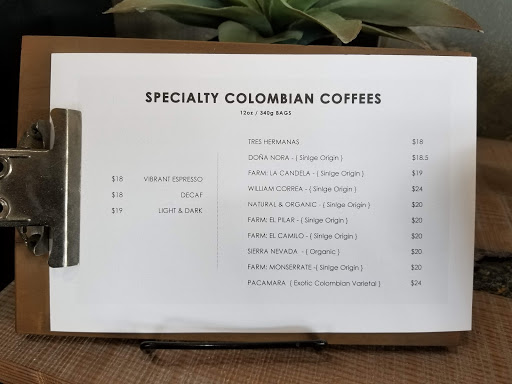 SPECIALTY COLOMBIAN COFFEES
12oz / 340g BAGS
$18 VIBRANT ESPRESSO
$18 DECAF
$19 LIGHT & DARK
TRES HERMANAS $18
DOÑA NORA - ( Sinlge Origin ) $18.5
FARM: LA CANDELA - ( Sinlge Origin ) $19
WILLIAM CORREA - ( Sinlge Origin ) $24
NATURAL & ORGANIC - ( Sinlge Origin ) $20
FARM: EL PILAR - ( Sinlge Origin ) $20
FARM: EL CAMILO - ( Sinlge Origin ) $20
SIERRA NEVADA - ( Organic ) $20
FARM: MONSERRATE -( Sinlge Origin ) $20
PACAMARA ( Exotic Colombian Varietal ) $24